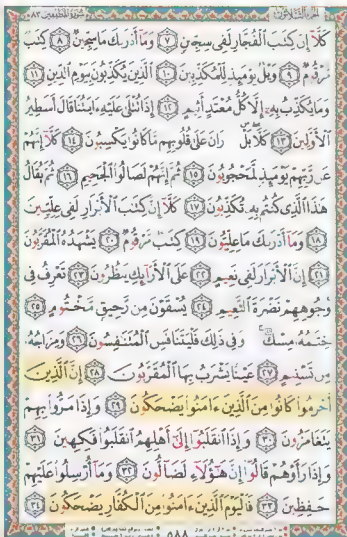 سُورَةُ المُطَفِّفِينَ ٨٣
كَلَّآ إِنَّ كِتَٰبَ ٱلْفُجَّارِ لَفِى سِجِّينٍ ٧ وَمَآ أَدْرَىٰكَ مَا سِجِّينٌ ٨ كِتَٰبٌ
مَّرْقُومٌ ٩ وَيْلٌ يَوْمَئِذٍ لِّلْمُكَذِّبِينَ ١٠ ٱلَّذِينَ يُكَذِّبُونَ بِيَوْمِ ٱلدِّينِ ١١
وَمَا يُكَذِّبُ بِهِۦٓ إِلَّا كُلُّ مُعْتَدٍ أَثِيمٍ ١٢ إِذَا تُتْلَىٰ عَلَيْهِ ءَايَٰتُنَا قَالَ أَسَٰطِيرُ
ٱلْأَوَّلِينَ ١٣ كَلَّا ۖ بَلْ ۜ رَانَ عَلَىٰ قُلُوبِهِم مَّا كَانُوا۟ يَكْسِبُونَ ١٤ كَلَّآ إِنَّهُمْ
عَن رَّبِّهِمْ يَوْمَئِذٍ لَّمَحْجُوبُونَ ١٥ ثُمَّ إِنَّهُمْ لَصَالُوا۟ ٱلْجَحِيمِ ١٦ ثُمَّ يُقَالُ
هَٰذَا ٱلَّذِى كُنتُم بِهِۦ تُكَذِّبُونَ ١٧ كَلَّآ إِنَّ كِتَٰبَ ٱلْأَبْرَارِ لَفِى عِلِّيِّينَ
١٨ وَمَآ أَدْرَىٰكَ مَا عِلِّيُّونَ ١٩ كِتَٰبٌ مَّرْقُومٌ ٢٠ يَشْهَدُهُ ٱلْمُقَرَّبُونَ
٢١ إِنَّ ٱلْأَبْرَارَ لَفِى نَعِيمٍ ٢٢ عَلَى ٱلْأَرَآئِكِ يَنظُرُونَ ٢٣ تَعْرِفُ فِى
وُجُوهِهِمْ نَضْرَةَ ٱلنَّعِيمِ ٢٤ يُسْقَوْنَ مِن رَّحِيقٍ مَّخْتُومٍ ٢٥
خِتَٰمُهُۥ مِسْكٌ ۚ وَفِى ذَٰلِكَ فَلْيَتَنَافَسِ ٱلْمُتَنَٰفِسُونَ ٢٦ وَمِزَاجُهُۥ
مِن تَسْنِيمٍ ٢٧ عَيْنًا يَشْرَبُ بِهَا ٱلْمُقَرَّبُونَ ٢٨ إِنَّ ٱلَّذِينَ
أَجْرَمُوا۟ كَانُوا۟ مِنَ ٱلَّذِينَ ءَامَنُوا۟ يَضْحَكُونَ ٢٩ وَإِذَا مَرُّوا۟ بِهِمْ
يَتَغَامَزُونَ ٣٠ وَإِذَا ٱنقَلَبُوٓا۟ إِلَىٰٓ أَهْلِهِمُ ٱنقَلَبُوا۟ فَكِهِينَ ٣١
وَإِذَا رَأَوْهُمْ قَالُوٓا۟ إِنَّ هَٰٓؤُلَآءِ لَضَآلُّونَ ٣٢ وَمَآ أُرْسِلُوا۟ عَلَيْهِمْ
حَٰفِظِينَ ٣٣ فَٱلْيَوْمَ ٱلَّذِينَ ءَامَنُوا۟ مِنَ ٱلْكُفَّارِ يَضْحَكُونَ ٣٤
٥٨٨